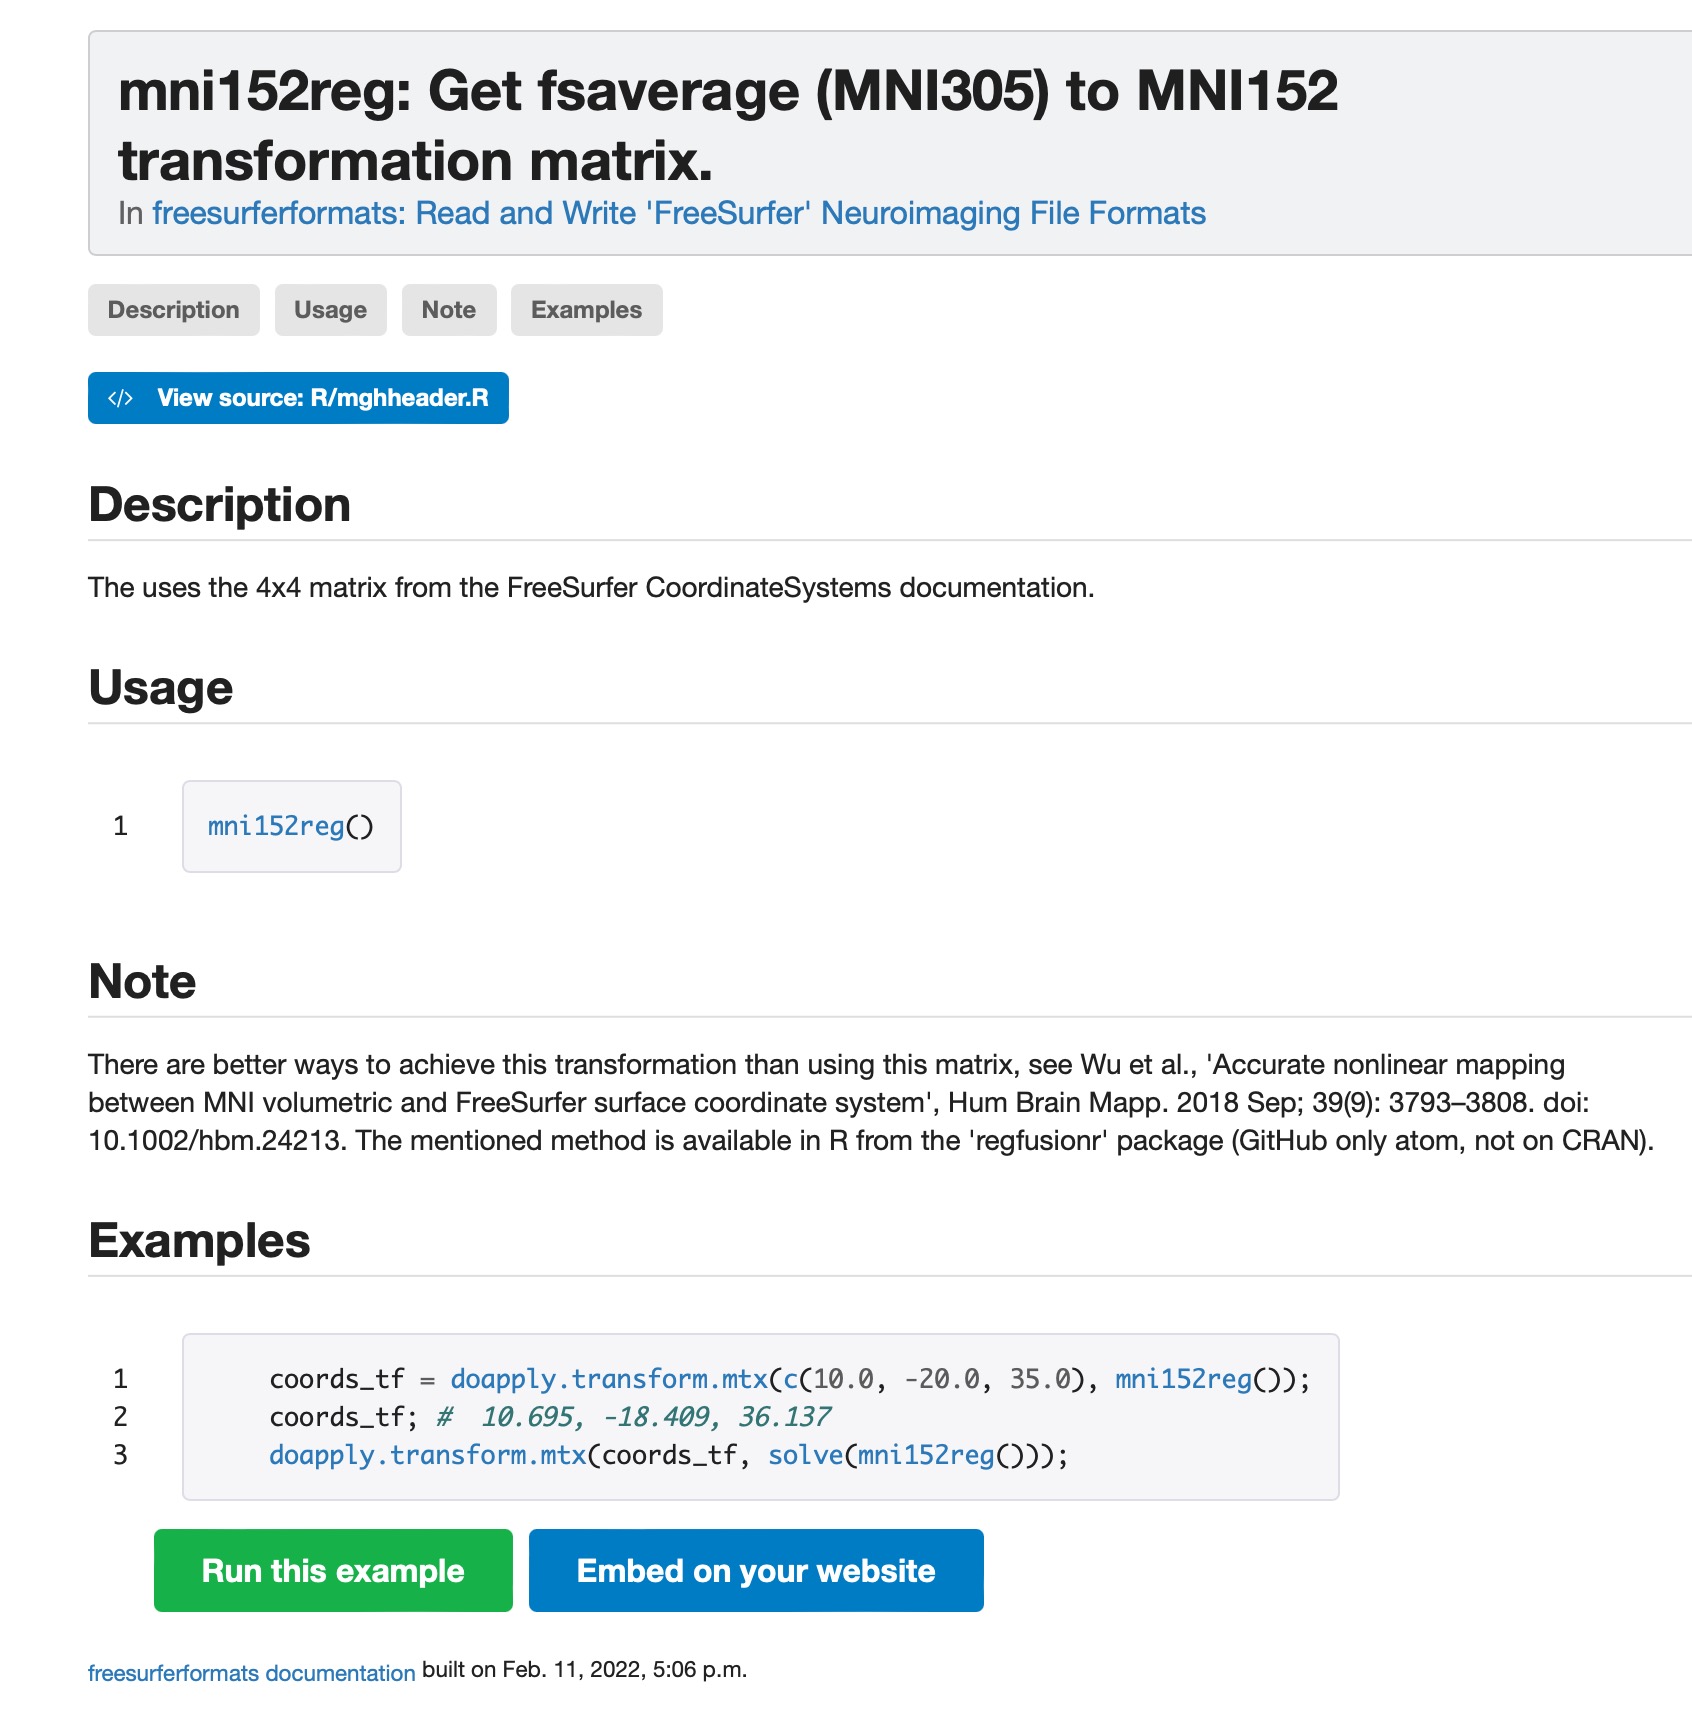 mni152reg: Get fsaverage (MNI305) to MNI152
transformation matrix.
In freesurferformats: Read and Write 'FreeSurfer' Neuroimaging File Formats
Description Usage Note Examples
</> View source: R/mghheader.R
Description
The uses the 4x4 matrix from the FreeSurfer CoordinateSystems documentation.
Usage
1 mni152reg()
Note
There are better ways to achieve this transformation than using this matrix, see Wu et al., 'Accurate nonlinear mapping
between MNI volumetric and FreeSurfer surface coordinate system', Hum Brain Mapp. 2018 Sep; 39(9): 3793–3808. doi:
10.1002/hbm.24213. The mentioned method is available in R from the 'regfusionr' package (GitHub only atom, not on CRAN).
Examples
1 coords_tf = doapply.transform.mtx(c(10.0, -20.0, 35.0), mni152reg());
2 coords_tf; #  10.695, -18.409, 36.137
3 doapply.transform.mtx(coords_tf, solve(mni152reg()));
Run this example Embed on your website
freesurferformats documentation built on Feb. 11, 2022, 5:06 p.m.